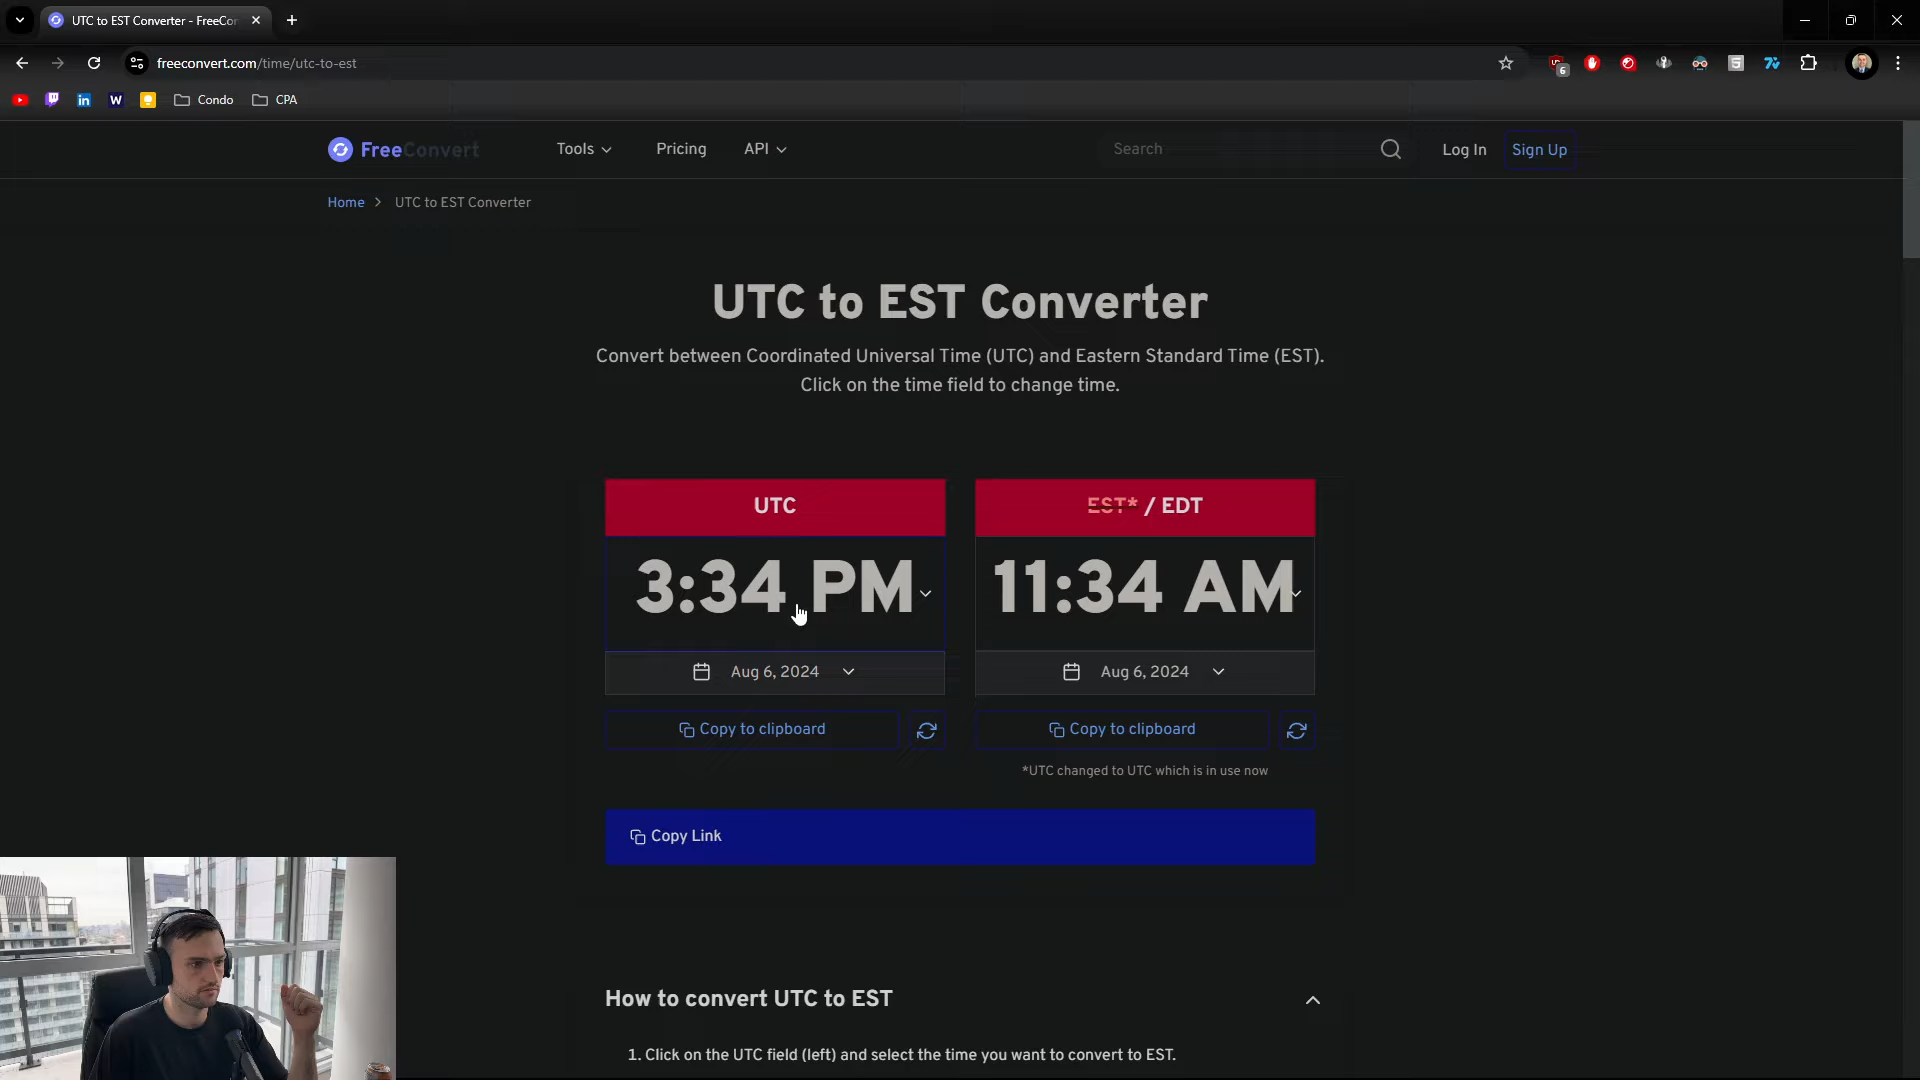 UTC to EST Converter - FreeCon
freeconvert.com/time/utc-to-est
6
Condo
CPA
FreeConvert
Tools
Pricing
API
Search
Log In
Sign Up
Home > UTC to EST Converter
UTC to EST Converter
Convert between Coordinated Universal Time (UTC) and Eastern Standard Time (EST).
Click on the time field to change time.
UTC
3:34 PM
Aug 6, 2024
Copy to clipboard
EST* / EDT
11:34 AM
Aug 6, 2024
Copy to clipboard
*UTC changed to UTC which is in use now
Copy Link
How to convert UTC to EST
1. Click on the UTC field (left) and select the time you want to convert to EST.